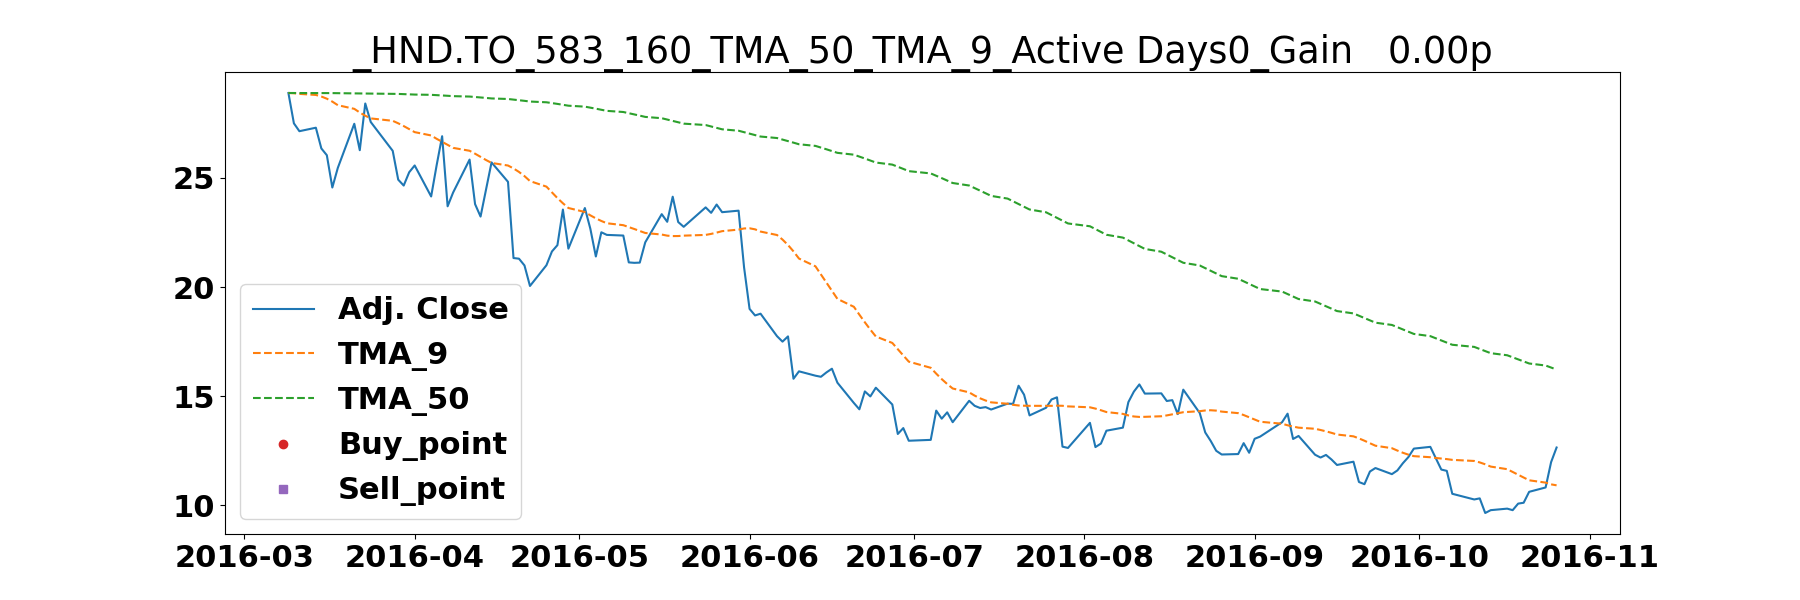 _HND.TO_583_160_TMA_50_TMA_9_Active Days0_Gain   0.00p
25
20
15
10
Adj. Close
TMA_9
TMA_50
Buy_point
Sell_point
2016-03 2016-04 2016-05 2016-06 2016-07 2016-08 2016-09 2016-10 2016-11